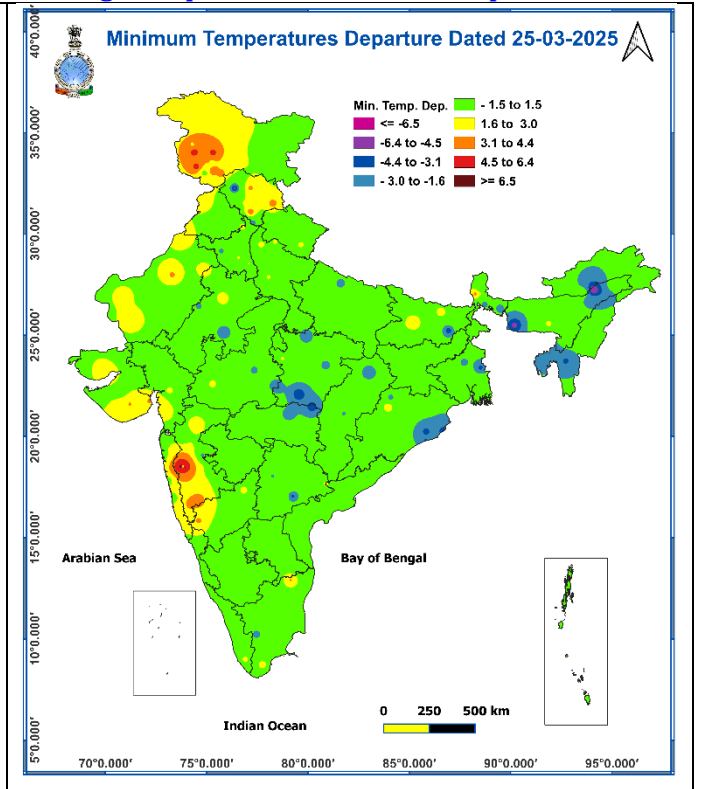 Minimum Temperatures Departure Dated 25-03-2025
Min. Temp. Dep.
<= -6.5
-6.4 to -4.5
-4.4 to -3.1
- 3.0 to -1.6
- 1.5 to 1.5
1.6 to 3.0
3.1 to 4.4
4.5 to 6.4
>= 6.5
40°0.000'
35°0.000'
30°0.000'
25°0.000'
20°0.000'
15°0.000'
10°0.000'
5°0.000'
Arabian Sea
Bay of Bengal
Indian Ocean
0 250 500 km
70°0.000' 75°0.000' 80°0.000' 85°0.000' 90°0.000' 95°0.000'